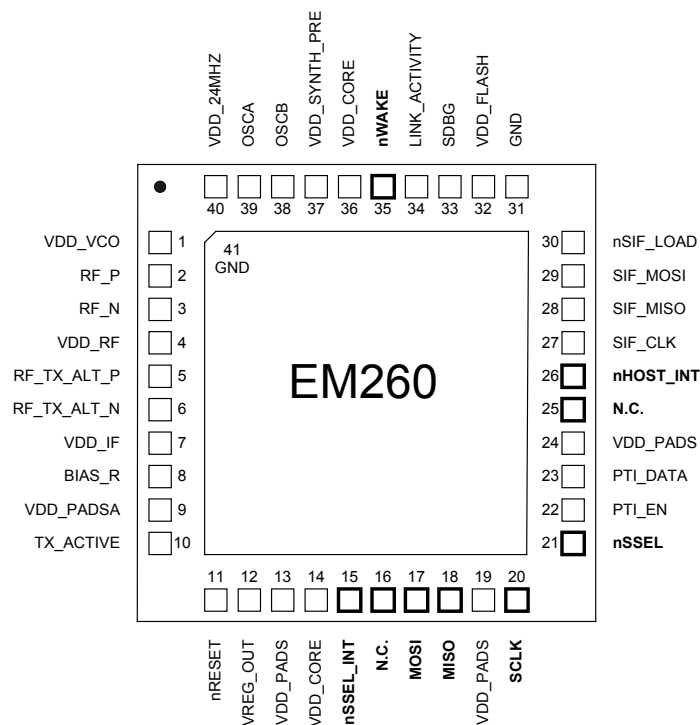 VDD_24MHZ
OSCA
OSCB
VDD_SYNTH_PRE
VDD_CORE
nWAKE
LINK_ACTIVITY
SDBG
VDD_FLASH
GND
40 39 38 37 36 35 34 33 32 31
VDD_VCO 1
RF_P 2
RF_N 3
VDD_RF 4
RF_TX_ALT_P 5
RF_TX_ALT_N 6
VDD_IF 7
BIAS_R 8
VDD_PADSA 9
TX_ACTIVE 10
41
GND
EM260
30 nSIF_LOAD
29 SIF_MOSI
28 SIF_MISO
27 SIF_CLK
26 nHOST_INT
25 N.C.
24 VDD_PADS
23 PTI_DATA
22 PTI_EN
21 nSSEL
11 12 13 14 15 16 17 18 19 20
nRESET
VREG_OUT
VDD_PADS
VDD_CORE
nSSEL_INT
N.C.
MOSI
MISO
VDD_PADS
SCLK